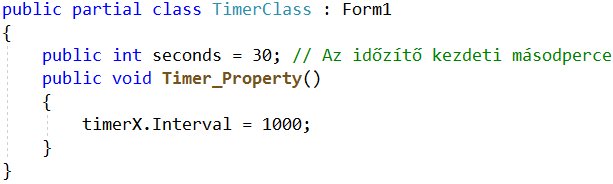 public partial class TimerClass : Form1
{
    public int seconds = 30; // Az időzítő kezdeti másodperce
    public void Timer_Property()
    {
        timerX.Interval = 1000;
    }
}